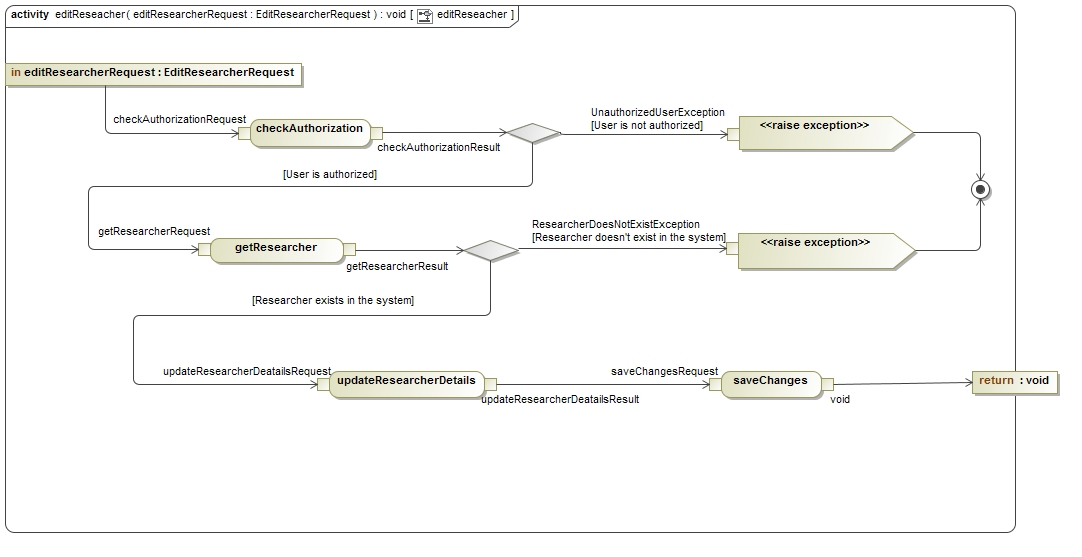 activity editReseacher( editResearcherRequest : EditResearcherRequest ) : void [ editReseacher ]
in editResearcherRequest : EditResearcherRequest
checkAuthorizationRequest
checkAuthorization
checkAuthorizationResult
UnauthorizedUserException
[User is not authorized]
<<raise exception>>
[User is authorized]
getResearcherRequest
getResearcher
getResearcherResult
ResearcherDoesNotExistException
[Researcher doesn't exist in the system]
<<raise exception>>
[Researcher exists in the system]
updateResearcherDeatailsRequest
updateResearcherDetails
updateResearcherDeatailsResult
saveChangesRequest
saveChanges
void
return : void